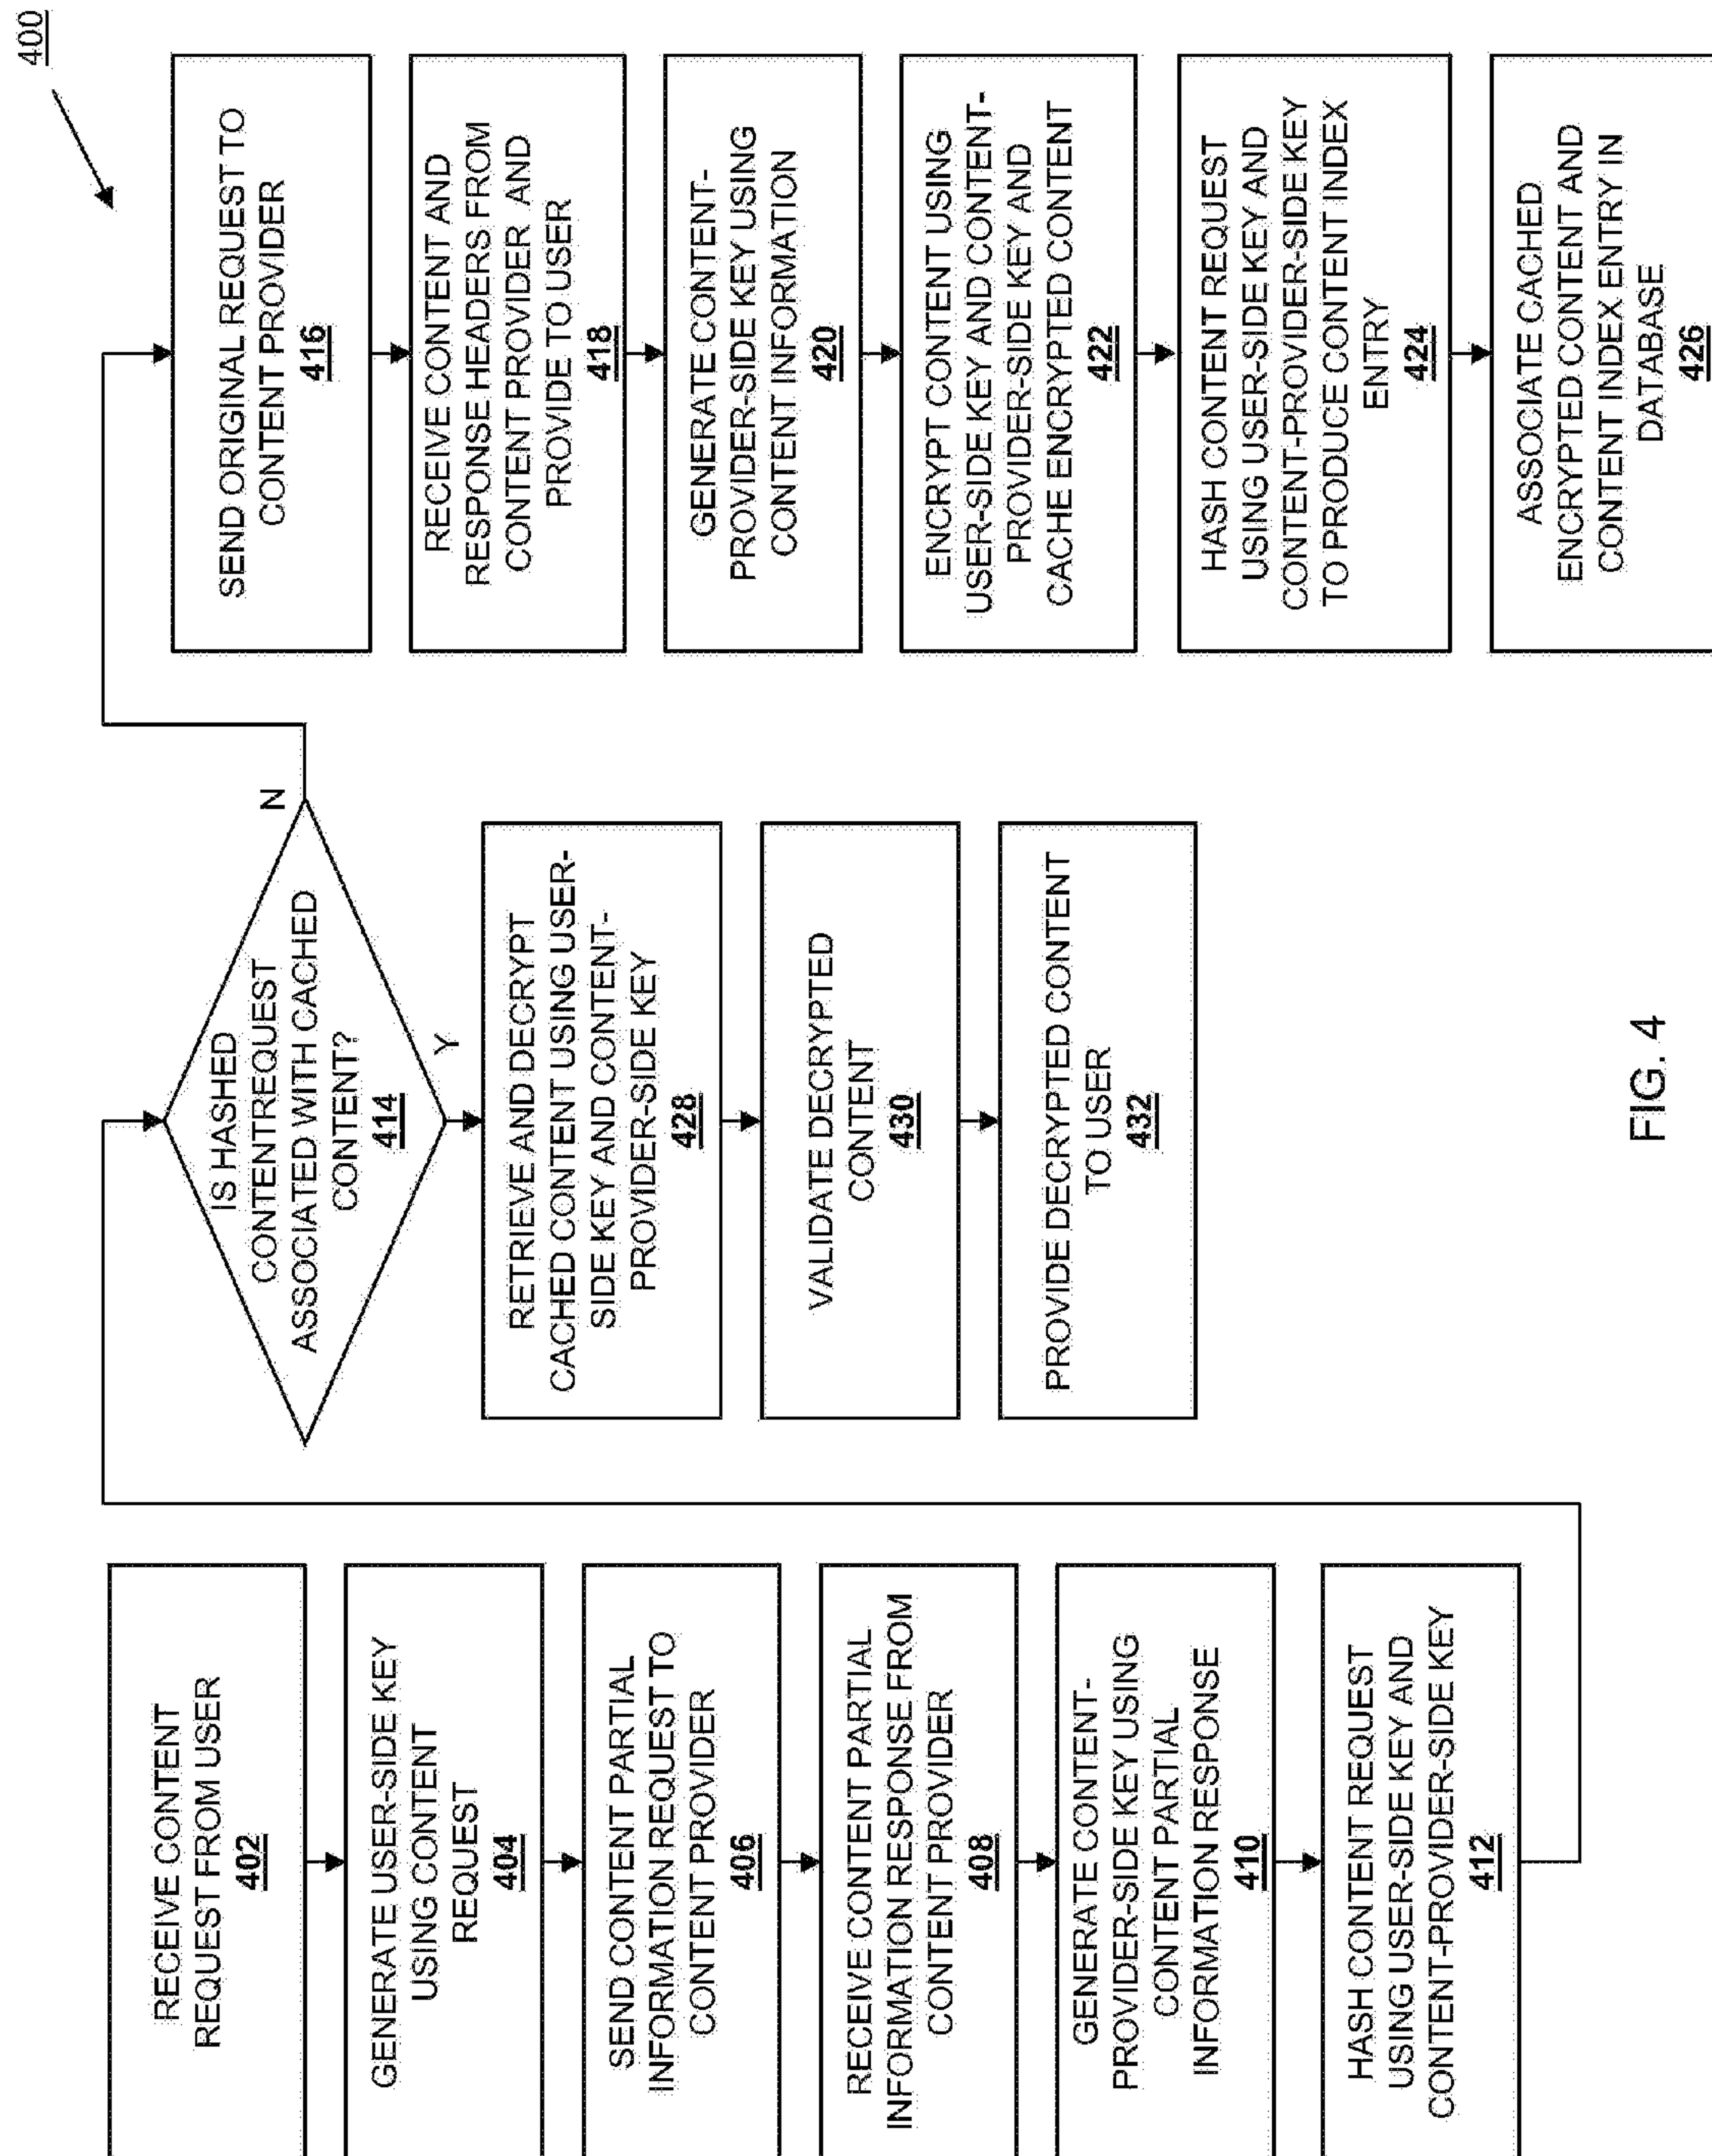 400
RECEIVE CONTENT
REQUEST FROM USER
402
GENERATE USER-SIDE KEY
USING CONTENT
REQUEST
404
SEND CONTENT PARTIAL
INFORMATION REQUEST TO
CONTENT PROVIDER
406
RECEIVE CONTENT PARTIAL
INFORMATION RESPONSE FROM
CONTENT PROVIDER
408
GENERATE CONTENT-
PROVIDER-SIDE KEY USING
CONTENT PARTIAL
INFORMATION RESPONSE
410
HASH CONTENT REQUEST
USING USER-SIDE KEY AND
CONTENT-PROVIDER-SIDE KEY
412
IS HASHED
CONTENTREQUEST
ASSOCIATED WITH CACHED
CONTENT?
414
N
Y
RETRIEVE AND DECRYPT
CACHED CONTENT USING USER-
SIDE KEY AND CONTENT-
PROVIDER-SIDE KEY
428
VALIDATE DECRYPTED
CONTENT
430
PROVIDE DECRYPTED CONTENT
TO USER
432
SEND ORIGINAL REQUEST TO
CONTENT PROVIDER
416
RECEIVE CONTENT AND
RESPONSE HEADERS FROM
CONTENT PROVIDER AND
PROVIDE TO USER
418
GENERATE CONTENT-
PROVIDER-SIDE KEY USING
CONTENT INFORMATION
420
ENCRYPT CONTENT USING
USER-SIDE KEY AND CONTENT-
PROVIDER-SIDE KEY AND
CACHE ENCRYPTED CONTENT
422
HASH CONTENT REQUEST
USING USER-SIDE KEY AND
CONTENT-PROVIDER-SIDE KEY
TO PRODUCE CONTENT INDEX
ENTRY
424
ASSOCIATE CACHED
ENCRYPTED CONTENT AND
CONTENT INDEX ENTRY IN
DATABASE
426
FIG. 4